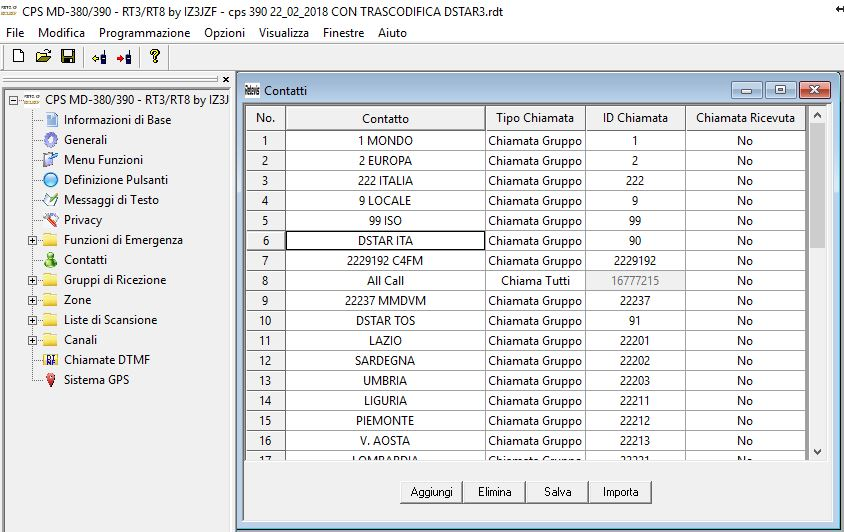 CPS MD-380/390 - RT3/RT8 by IZ3JZF - cps 390 22_02_2018 CON TRASCODIFICA DSTAR3.rdt
File Modifica Programmazione Opzioni Visualizza Finestre Aiuto
CPS MD-380/390 - RT3/RT8 by IZ3J
Informazioni di Base
Generali
Menu Funzioni
Definizione Pulsanti
Messaggi di Testo
Privacy
Funzioni di Emergenza
Contatti
Gruppi di Ricezione
Zone
Liste di Scansione
Canali
Chiamate DTMF
Sistema GPS
Retevis Contatti
No. Contatto Tipo Chiamata ID Chiamata Chiamata Ricevuta
1 1 MONDO Chiamata Gruppo 1 No
2 2 EUROPA Chiamata Gruppo 2 No
3 222 ITALIA Chiamata Gruppo 222 No
4 9 LOCALE Chiamata Gruppo 9 No
5 99 ISO Chiamata Gruppo 99 No
6 DSTAR ITA Chiamata Gruppo 90 No
7 2229192 C4FM Chiamata Gruppo 2229192 No
8 All Call Chiama Tutti 16777215 No
9 22237 MMDVM Chiamata Gruppo 22237 No
10 DSTAR TOS Chiamata Gruppo 91 No
11 LAZIO Chiamata Gruppo 22201 No
12 SARDEGNA Chiamata Gruppo 22202 No
13 UMBRIA Chiamata Gruppo 22203 No
14 LIGURIA Chiamata Gruppo 22211 No
15 PIEMONTE Chiamata Gruppo 22212 No
16 V. AOSTA Chiamata Gruppo 22213 No
17 LOMBARDIA Chiamata Gruppo 22221 No
Aggiungi Elimina Salva Importa